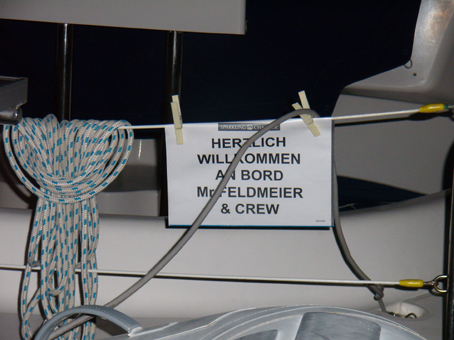 HERZLICH
WILLKOMMEN
AN BORD
Mr. FELDMEIER
& CREW